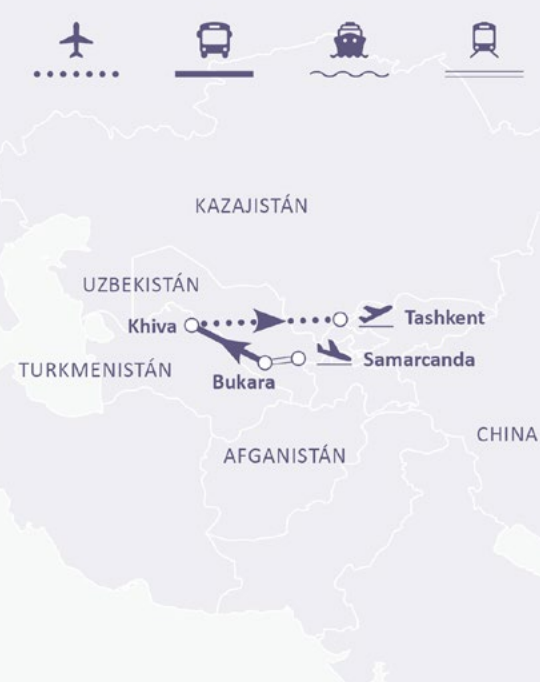 KAZAJISTÁN
UZBEKISTÁN
Khiva
Tashkent
TURKMENISTÁN
Samarcanda
Bukara
CHINA
AFGANISTÁN